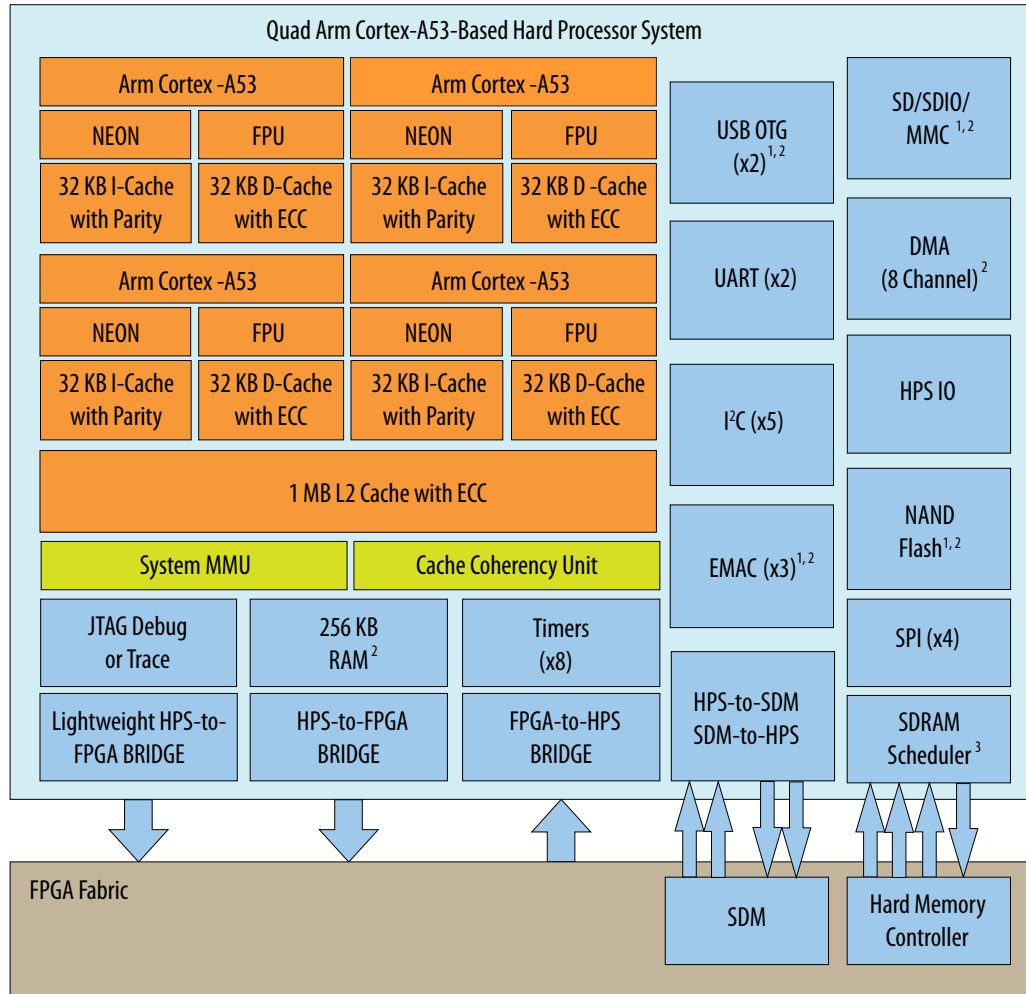 Quad Arm Cortex-A53-Based Hard Processor System
Arm Cortex -A53
Arm Cortex -A53
NEON
FPU
NEON
FPU
32 KB I-Cache
with Parity
32 KB D-Cache
with ECC
32 KB I-Cache
with Parity
32 KB D -Cache
with ECC
Arm Cortex -A53
Arm Cortex -A53
NEON
FPU
NEON
FPU
32 KB I-Cache
with Parity
32 KB D-Cache
with ECC
32 KB I-Cache
with Parity
32 KB D-Cache
with ECC
1 MB L2 Cache with ECC
System MMU
Cache Coherency Unit
JTAG Debug
or Trace
256 KB
RAM 2
Timers
(x8)
Lightweight HPS-to-
FPGA BRIDGE
HPS-to-FPGA
BRIDGE
FPGA-to-HPS
BRIDGE
USB OTG
(x2) 1, 2
UART (x2)
I2C (x5)
EMAC (x3) 1, 2
HPS-to-SDM
SDM-to-HPS
SD/SDIO/
MMC 1, 2
DMA
(8 Channel) 2
HPS IO
NAND
Flash 1, 2
SPI (x4)
SDRAM
Scheduler 3
FPGA Fabric
SDM
Hard Memory
Controller